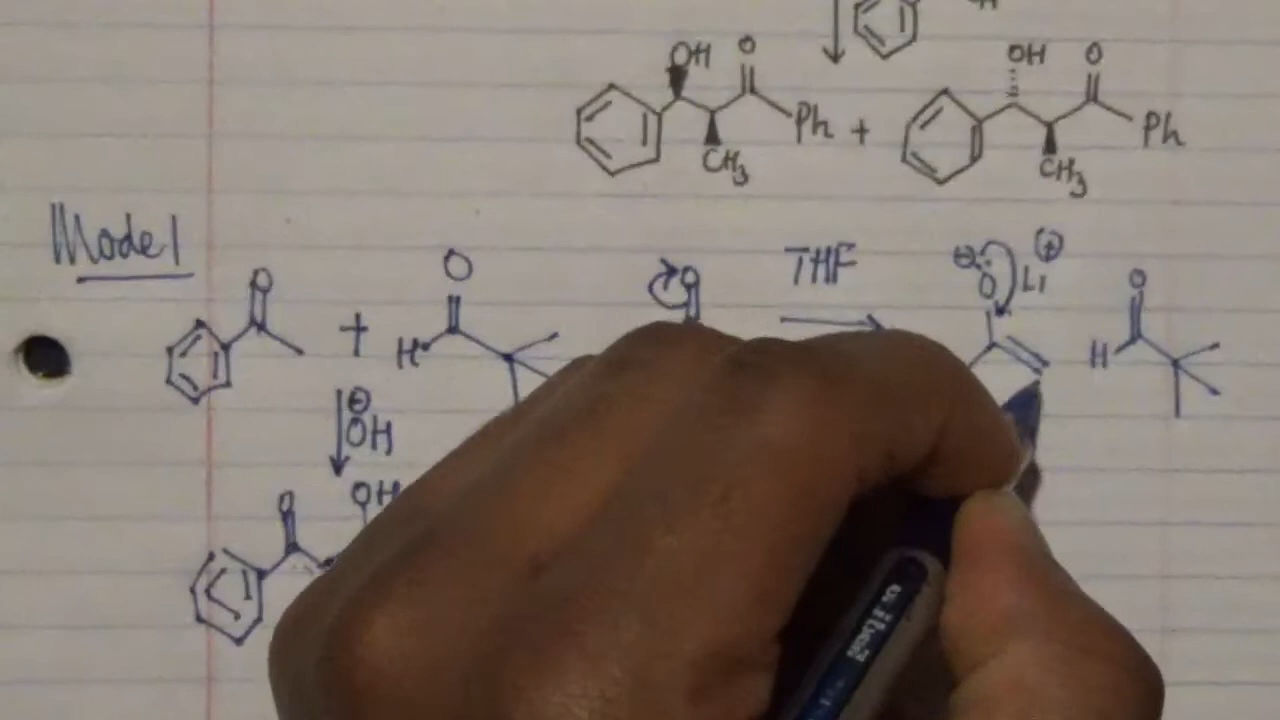 OH O OH O
Ph + Ph
CH3 CH3
Model
O O O THF ⊖ O Li ⊕ O
+ H H
⊖
OH
O OH